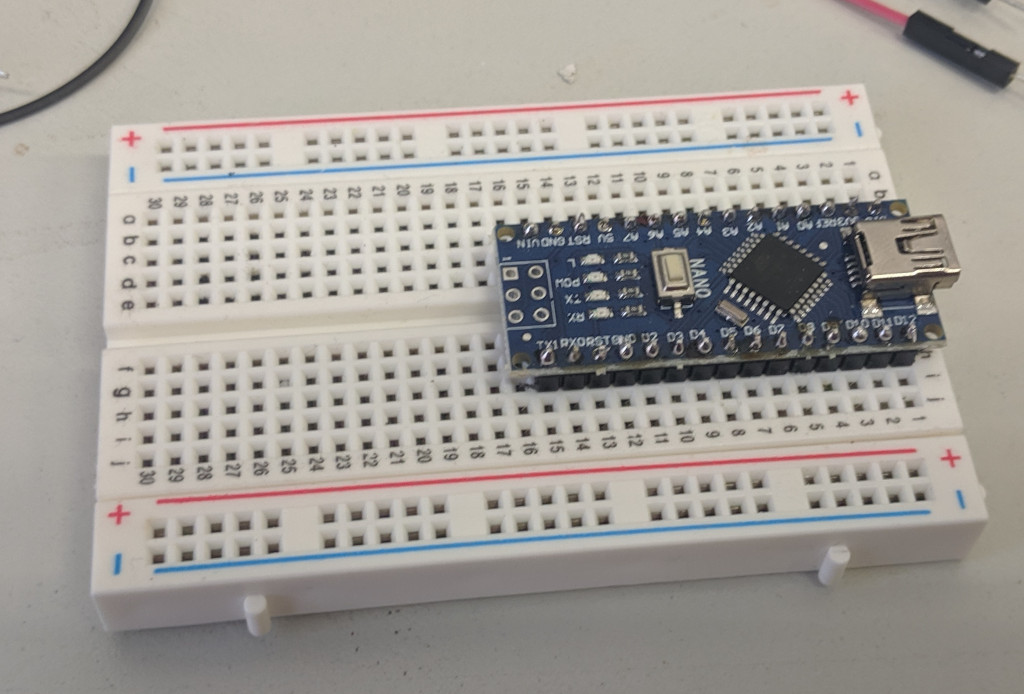 + +
- -
30 29 28 27 26 25 24 23 22 21 20 19 18 17 16 15 14 13 12 11 10 9 8 7 6 5 4 3 2 1
a a
b b
c
d
e
VIN GND RST 5V A7 A6 A5 A4 A3 A2 A1 A0 REF 3V3
L
POW
TX
RX
NANO
TX1 RX0 RST GND D2 D3 D4 D5 D6 D7 D8 D9 D10 D11 D12
f
g h
h i
i j
j
30 29 28 27 26 25 24 23 22 21 20 19 18 17 16 15 14 13 12 11 10 9 8 7 6 5 4 3 2 1
+ +
- -